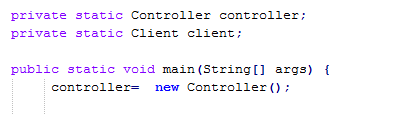 private static Controller controller;
private static Client client;
public static void main(String[] args) {
controller=  new Controller();